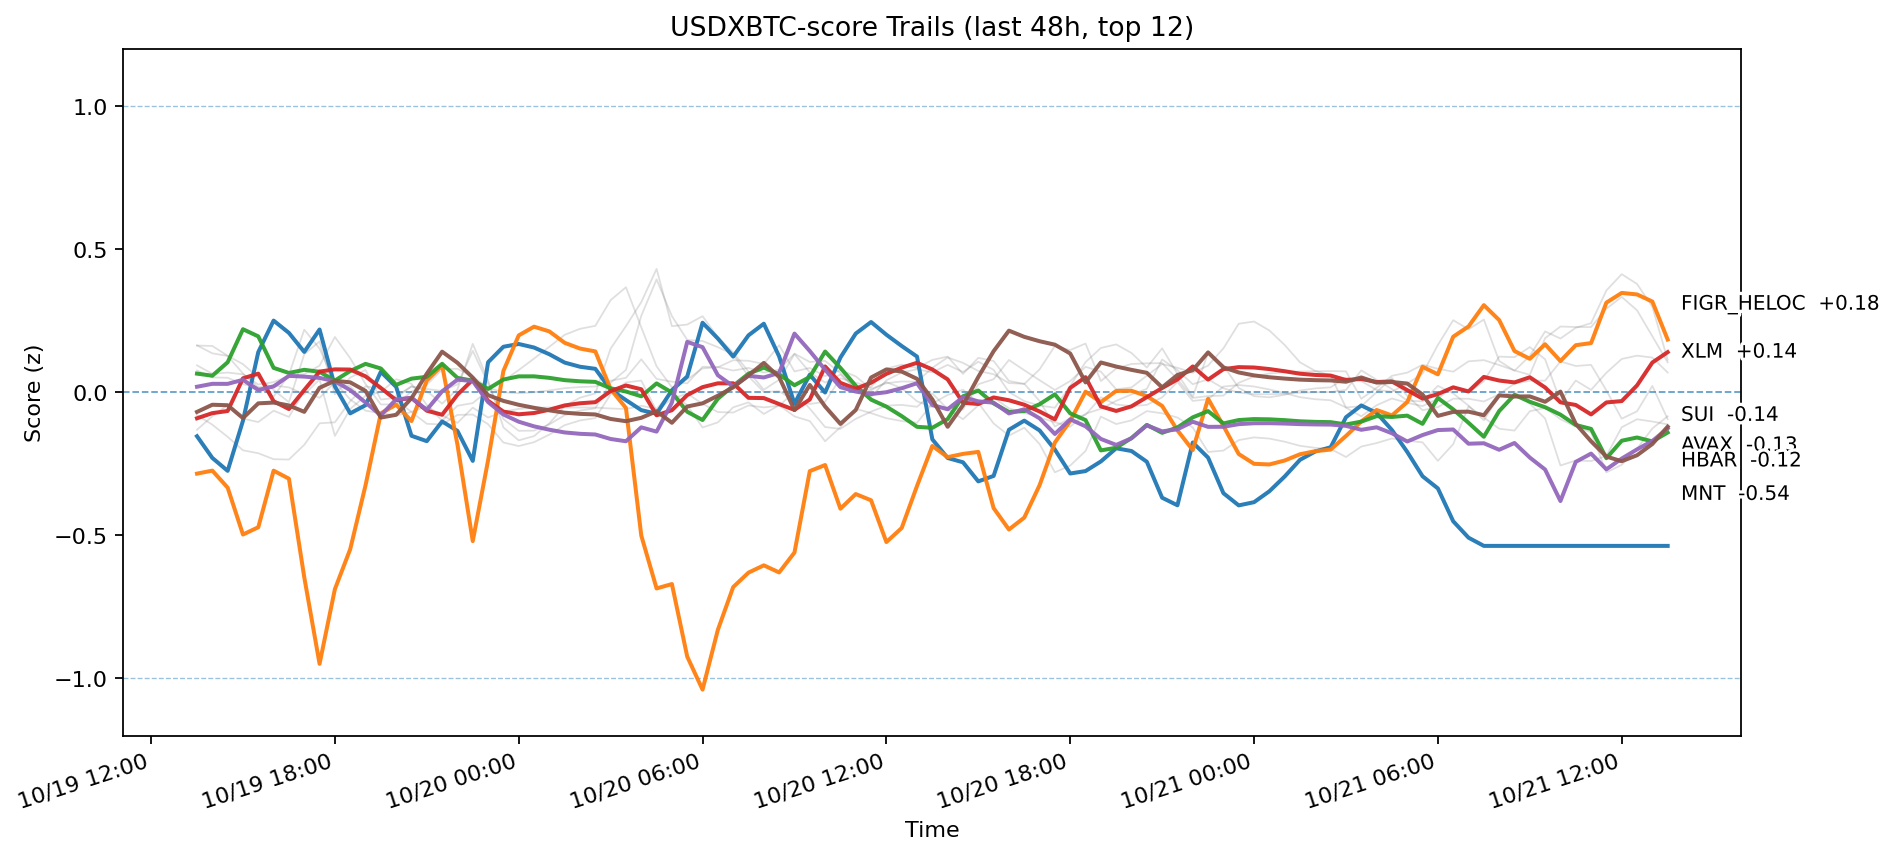 USDXBTC-score Trails (last 48h, top 12)
Score (z)
1.0
0.5
0.0
−0.5
−1.0
FIGR_HELOC +0.18
XLM +0.14
SUI -0.14
AVAX -0.13
HBAR -0.12
MNT -0.54
10/19 12:00
10/19 18:00
10/20 00:00
10/20 06:00
10/20 12:00
10/20 18:00
10/21 00:00
10/21 06:00
10/21 12:00
Time